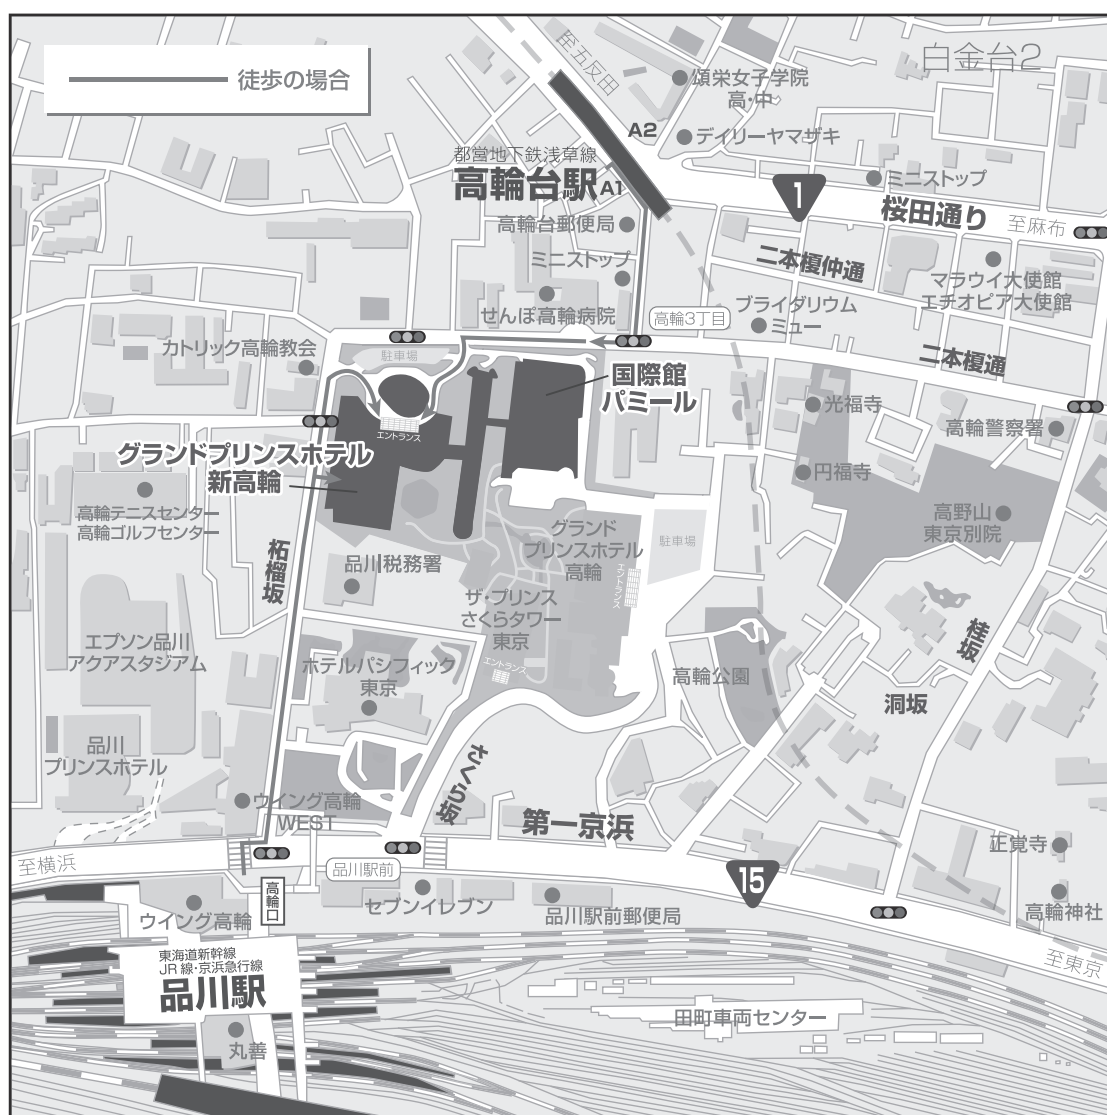 徒歩の場合
至五反田
白金台2
頌栄女子学院
高・中
A2
デイリーヤマザキ
都営地下鉄浅草線
高輪台駅
A1
1
ミニストップ
桜田通り
至麻布
高輪台郵便局
二本榎仲通
ミニストップ
マラウイ大使館
エチオピア大使館
せんぽ高輪病院
高輪3丁目
ブライダリウム
ミュー
カトリック高輪教会
駐車場
二本榎通
国際館
パミール
光福寺
エントランス
高輪警察署
グランドプリンスホテル
新高輪
円福寺
高輪テニスセンター
高輪ゴルフセンター
高野山
東京別院
グランド
プリンスホテル
高輪
駐車場
エントランス
柘榴坂
品川税務署
ザ・プリンス
さくらタワー
東京
エントランス
エプソン品川
アクアスタジアム
ホテルパシフィック
東京
高輪公園
桂坂
洞坂
品川
プリンスホテル
さくら坂
ウイング高輪
WEST
第一京浜
至横浜
品川駅前
15
正覚寺
高輪口
セブンイレブン
品川駅前郵便局
高輪神社
ウイング高輪
東海道新幹線
JR線・京浜急行線
品川駅
至東京
田町車両センター
丸善